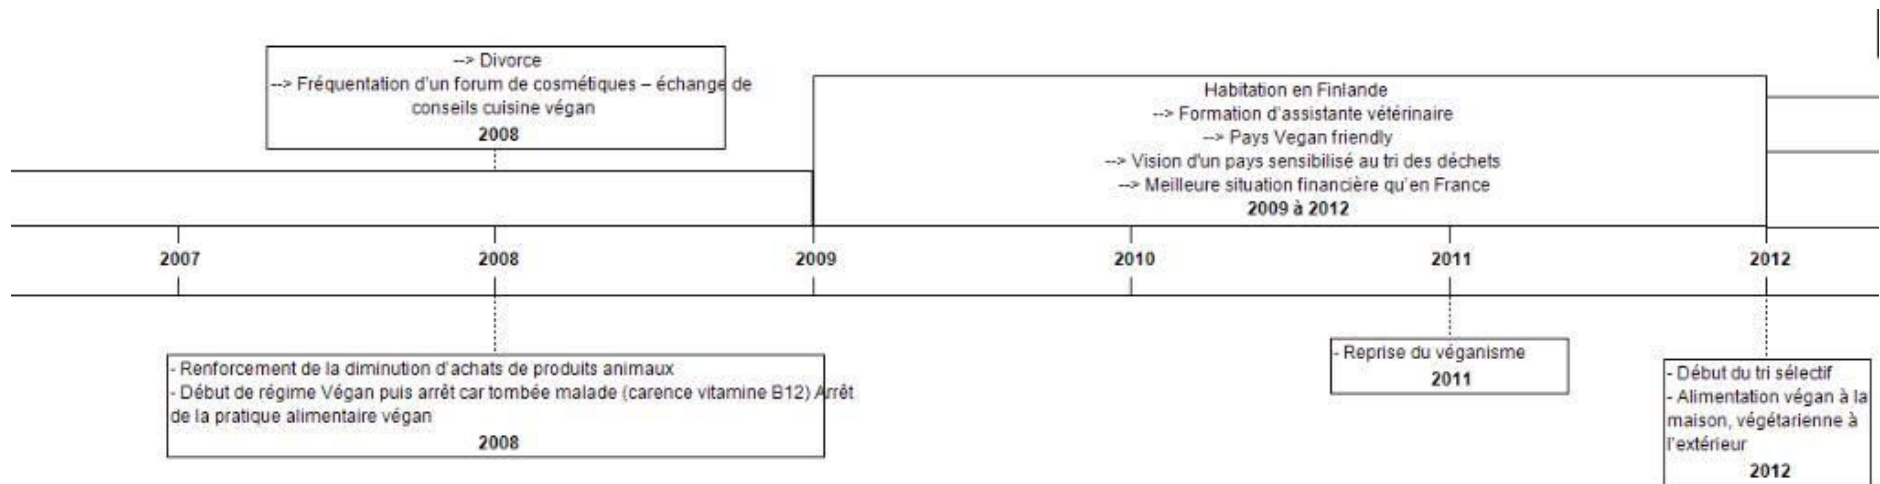 --> Divorce
--> Fréquentation d'un forum de cosmétiques – échange de
conseils cuisine végan
2008
Habitation en Finlande
--> Formation d'assistante vétérinaire
--> Pays Vegan friendly
--> Vision d'un pays sensibilisé au tri des déchets
--> Meilleure situation financière qu'en France
2009 à 2012
2007 2008 2009 2010 2011 2012
- Renforcement de la diminution d'achats de produits animaux
- Début de régime Végan puis arrêt car tombée malade (carence vitamine B12) Arrêt
de la pratique alimentaire végan
2008
- Reprise du véganisme
2011
- Début du tri sélectif
- Alimentation végan à la
maison, végétarienne à
l'extérieur
2012